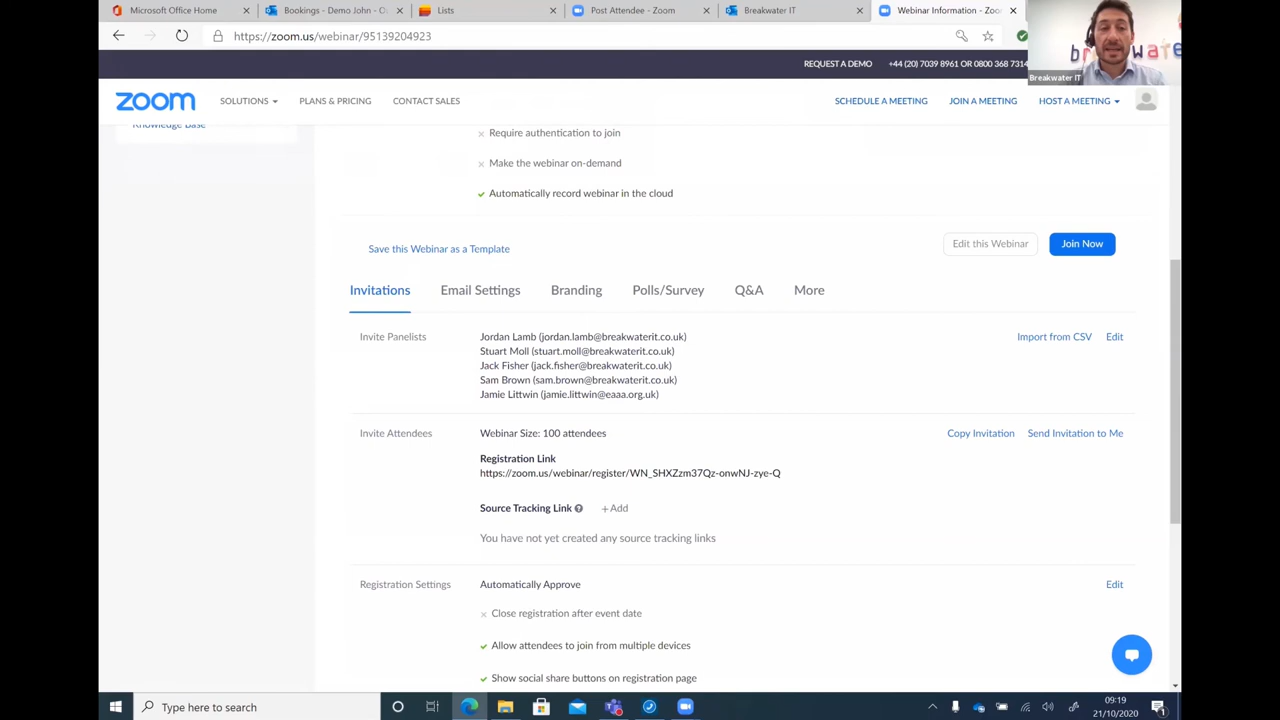 Microsoft Office Home
Bookings - Demo John - O
Lists
Post Attendee - Zoom
Breakwater IT
Webinar Information - Zoo
https://zoom.us/webinar/95139204923
Breakwater IT
REQUEST A DEMO
+44 (20) 7039 8961 OR 0800 368 7314
zoom
SOLUTIONS
PLANS & PRICING
CONTACT SALES
SCHEDULE A MEETING
JOIN A MEETING
HOST A MEETING
Knowledge Base
Require authentication to join
Make the webinar on-demand
Automatically record webinar in the cloud
Save this Webinar as a Template
Edit this Webinar
Join Now
Invitations
Email Settings
Branding
Polls/Survey
Q&A
More
Invite Panelists
Jordan Lamb (jordan.lamb@breakwaterit.co.uk)
Import from CSV
Edit
Stuart Moll (stuart.moll@breakwaterit.co.uk)
Jack Fisher (jack.fisher@breakwaterit.co.uk)
Sam Brown (sam.brown@breakwaterit.co.uk)
Jamie Littwin (jamie.littwin@eaaa.org.uk)
Invite Attendees
Webinar Size: 100 attendees
Copy Invitation
Send Invitation to Me
Registration Link
https://zoom.us/webinar/register/WN_SHXZzm37Qz-onwNJ-zye-Q
Source Tracking Link
+ Add
You have not yet created any source tracking links
Registration Settings
Automatically Approve
Edit
Close registration after event date
Allow attendees to join from multiple devices
Show social share buttons on registration page
Type here to search
09:19
21/10/2020